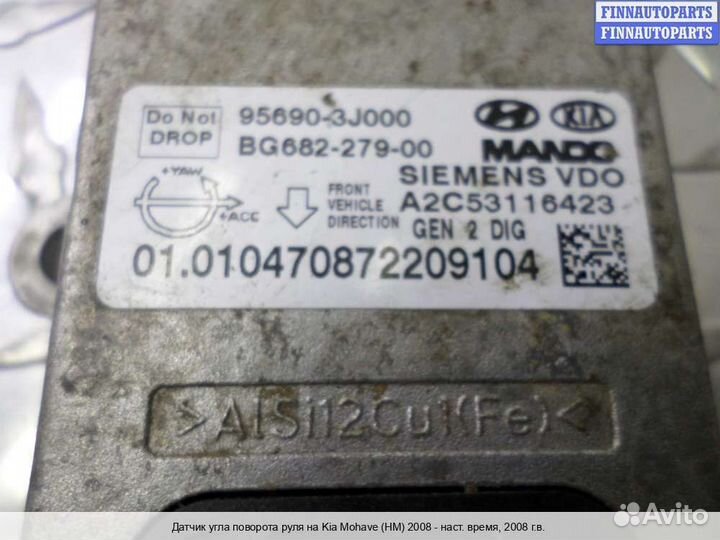 FINNAUTOPARTS
FINNAUTOPARTS
Do Not
DROP
95690-3J000
BG682-279-00
KIA
MANDO
SIEMENS VDO
+YAW
+ACC
FRONT
VEHICLE
DIRECTION
A2C53116423
GEN 2 DIG
01.010470872209104
>AlSi12Cu1(Fe)<
Датчик угла поворота руля на Kia Mohave (HM) 2008 - наст. время, 2008 г.в.
Avito